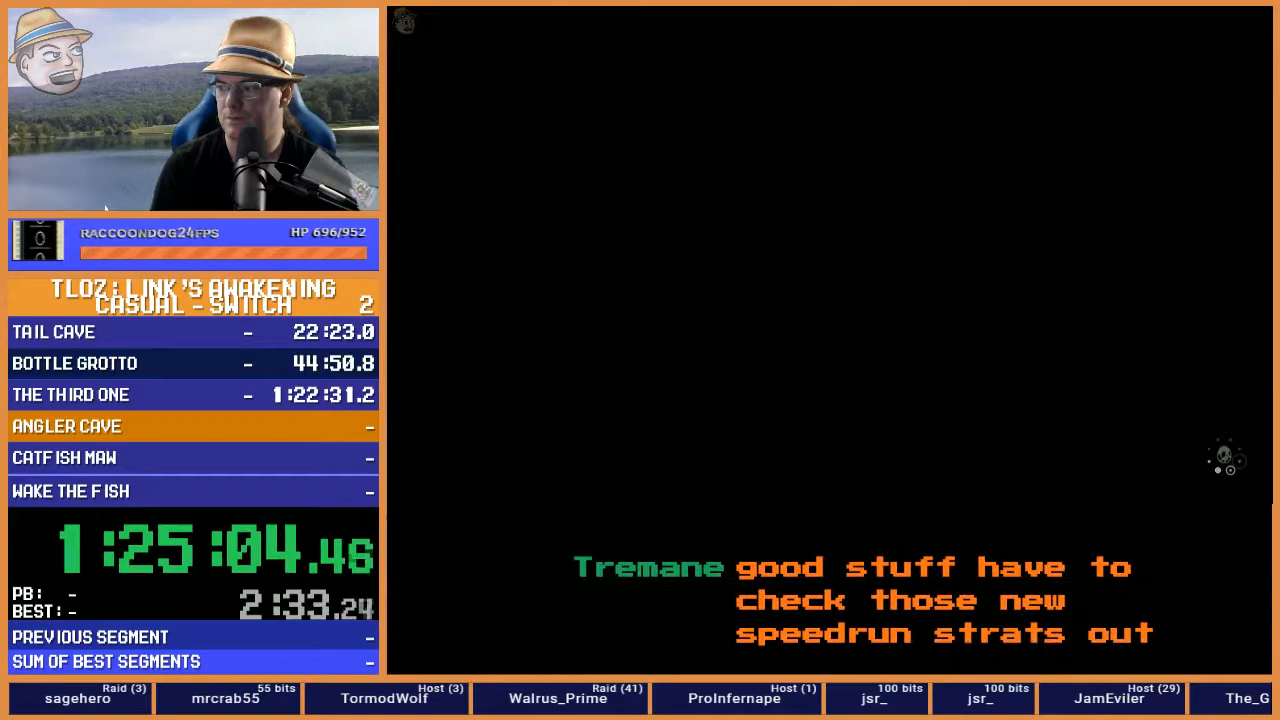 RACCOONDOG24FPS HP 696/952
TLOZ: LINK'S AWAKENING
CASUAL - SWITCH 2
TAIL CAVE - 22:23.0
BOTTLE GROTTO - 44:50.8
THE THIRD ONE - 1:22:31.2
ANGLER CAVE -
CATFISH MAW -
WAKE THE FISH -
1:25:04.46
PB: -
BEST: -
2:33.24
PREVIOUS SEGMENT -
SUM OF BEST SEGMENTS -
Tremane good stuff have to
check those new
speedrun strats out
Raid (3) sagehero
55 bits mrcrab55
Host (3) TormodWolf
Raid (41) Walrus_Prime
Host (1) ProInfernape
100 bits jsr_
100 bits jsr_
Host (29) JamEviler
The_G